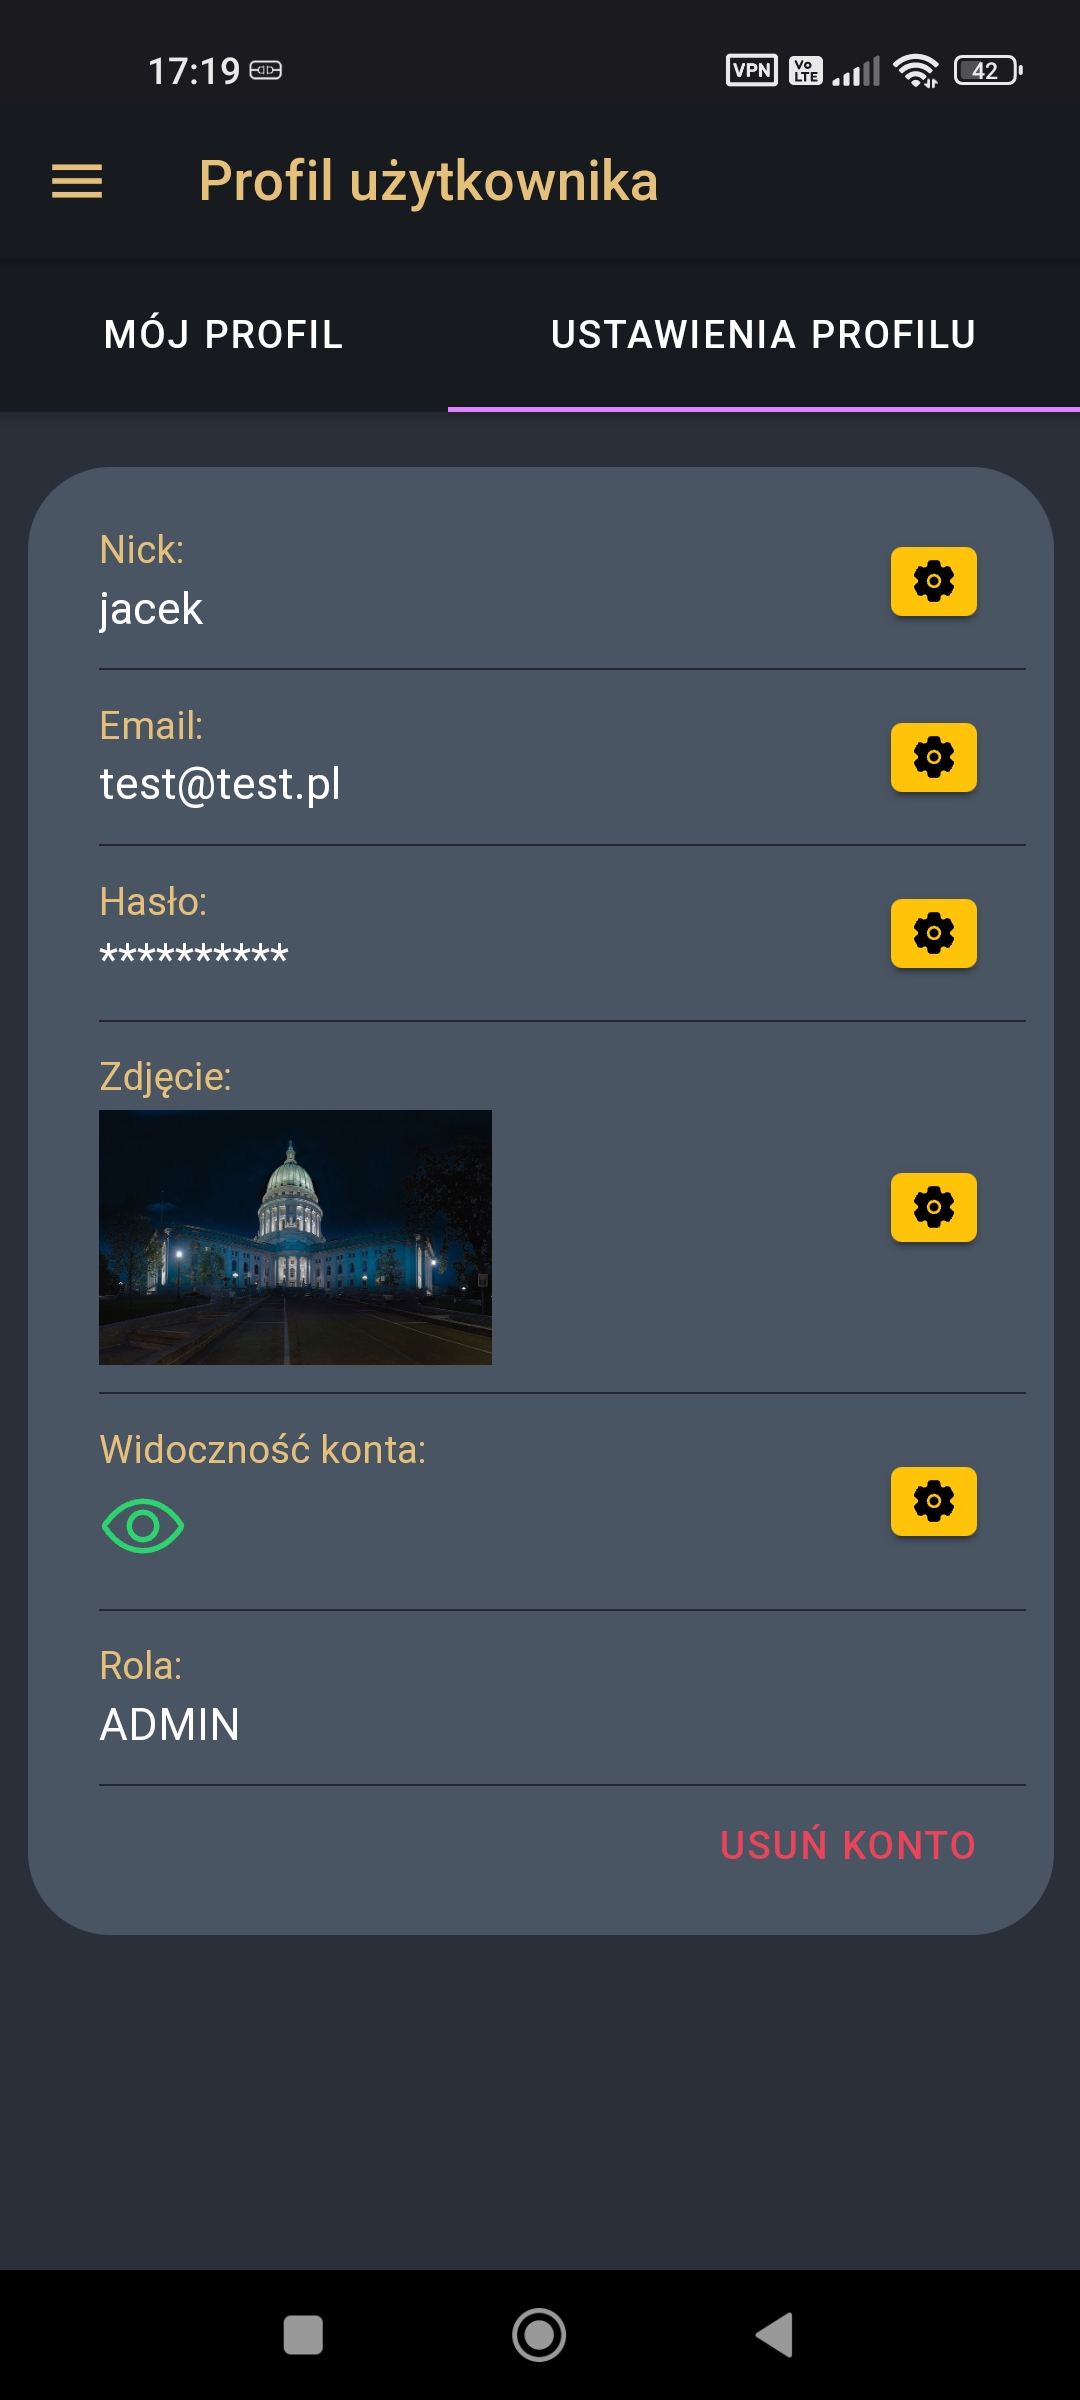 17:19 VPN Vo LTE 42
Profil użytkownika
MÓJ PROFIL USTAWIENIA PROFILU
Nick:
jacek
Email:
test@test.pl
Hasło:
**********
Zdjęcie:
Widoczność konta:
Rola:
ADMIN
USUŃ KONTO